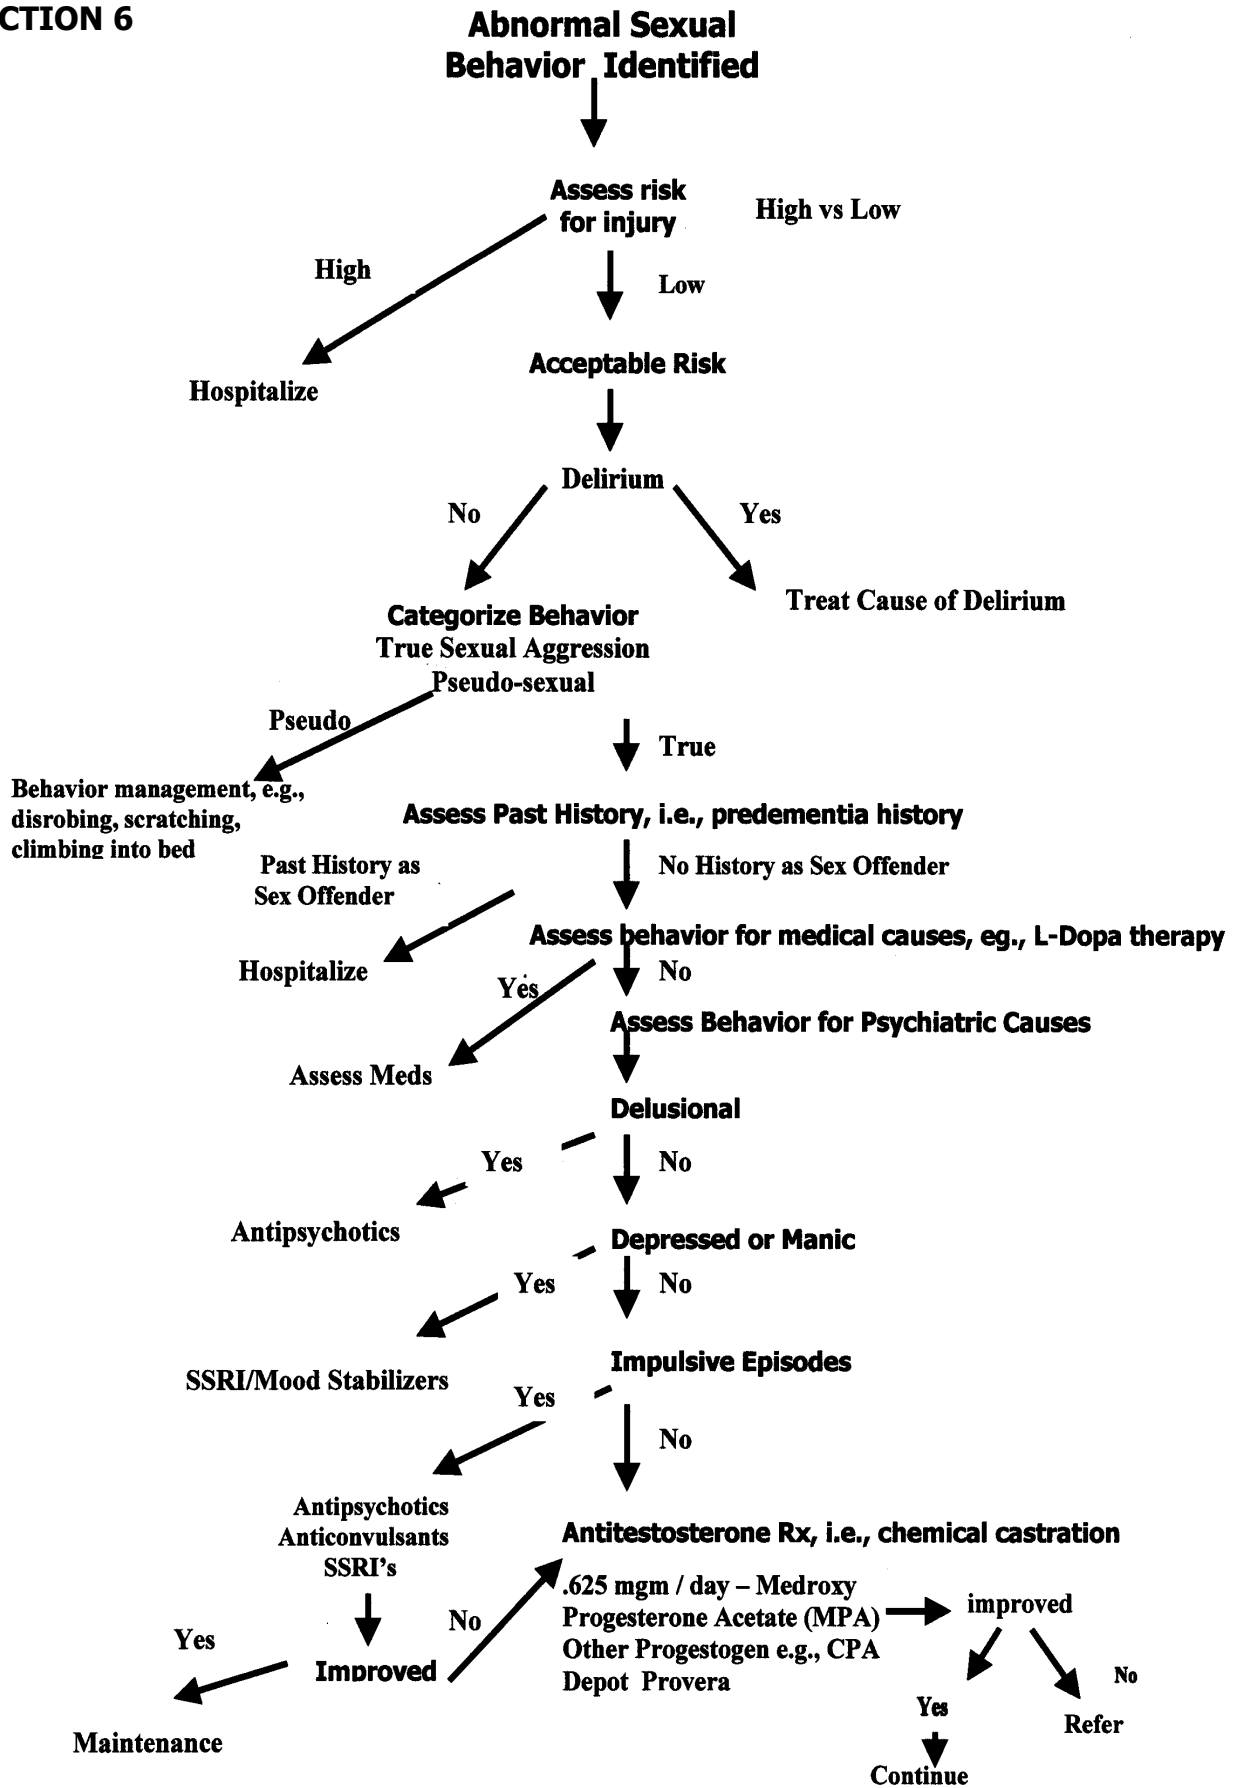 CTION 6
Abnormal Sexual
Behavior Identified
Assess risk
for injury
High vs Low
High
Low
Acceptable Risk
Hospitalize
Delirium
No
Yes
Treat Cause of Delirium
Categorize Behavior
True Sexual Aggression
Pseudo-sexual
Pseudo
True
Behavior management, e.g.,
disrobing, scratching,
climbing into bed
Assess Past History, i.e., predementia history
Past History as
Sex Offender
No History as Sex Offender
Assess behavior for medical causes, eg., L-Dopa therapy
Hospitalize
Yes
No
Assess Behavior for Psychiatric Causes
Assess Meds
Delusional
Yes
No
Antipsychotics
Depressed or Manic
Yes
No
Impulsive Episodes
SSRI/Mood Stabilizers
Yes
No
Antipsychotics
Anticonvulsants
SSRI's
Antitestosterone Rx, i.e., chemical castration
.625 mgm / day – Medroxy
Progesterone Acetate (MPA)
Other Progestogen e.g., CPA
Depot Provera
improved
No
Yes
Improved
No
Yes
Refer
Maintenance
Continue